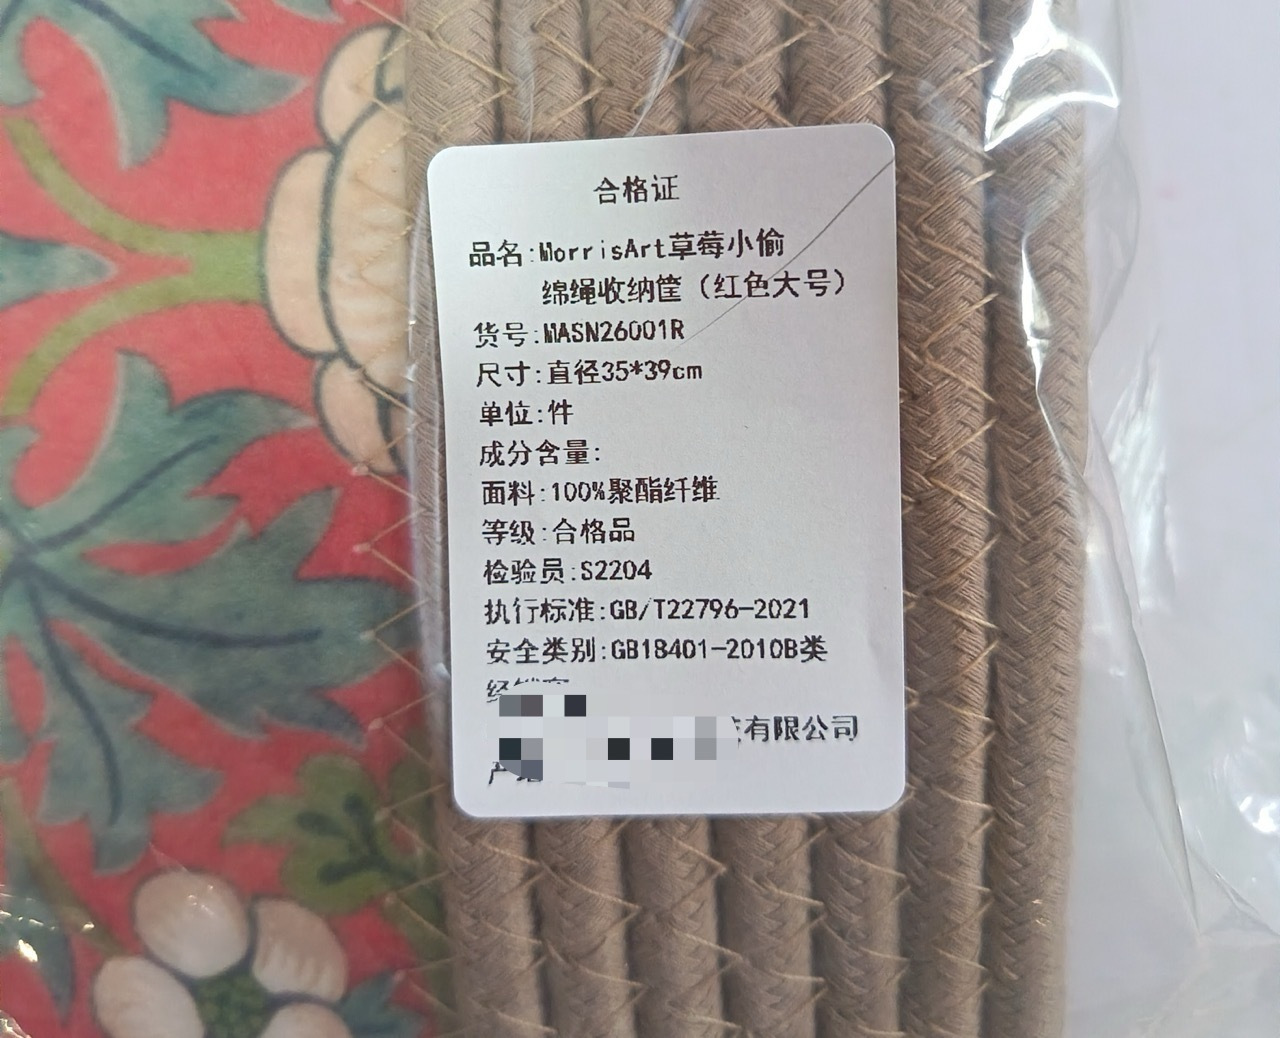 合格证
品名:MorrisArt草莓小偷
绵绳收纳筐（红色大号）
货号:MASN26001R
尺寸:直径35*39cm
单位:件
成分含量:
面料:100%聚酯纤维
等级:合格品
检验员:S2204
执行标准:GB/T22796-2021
安全类别:GB18401-2010B类
有限公司